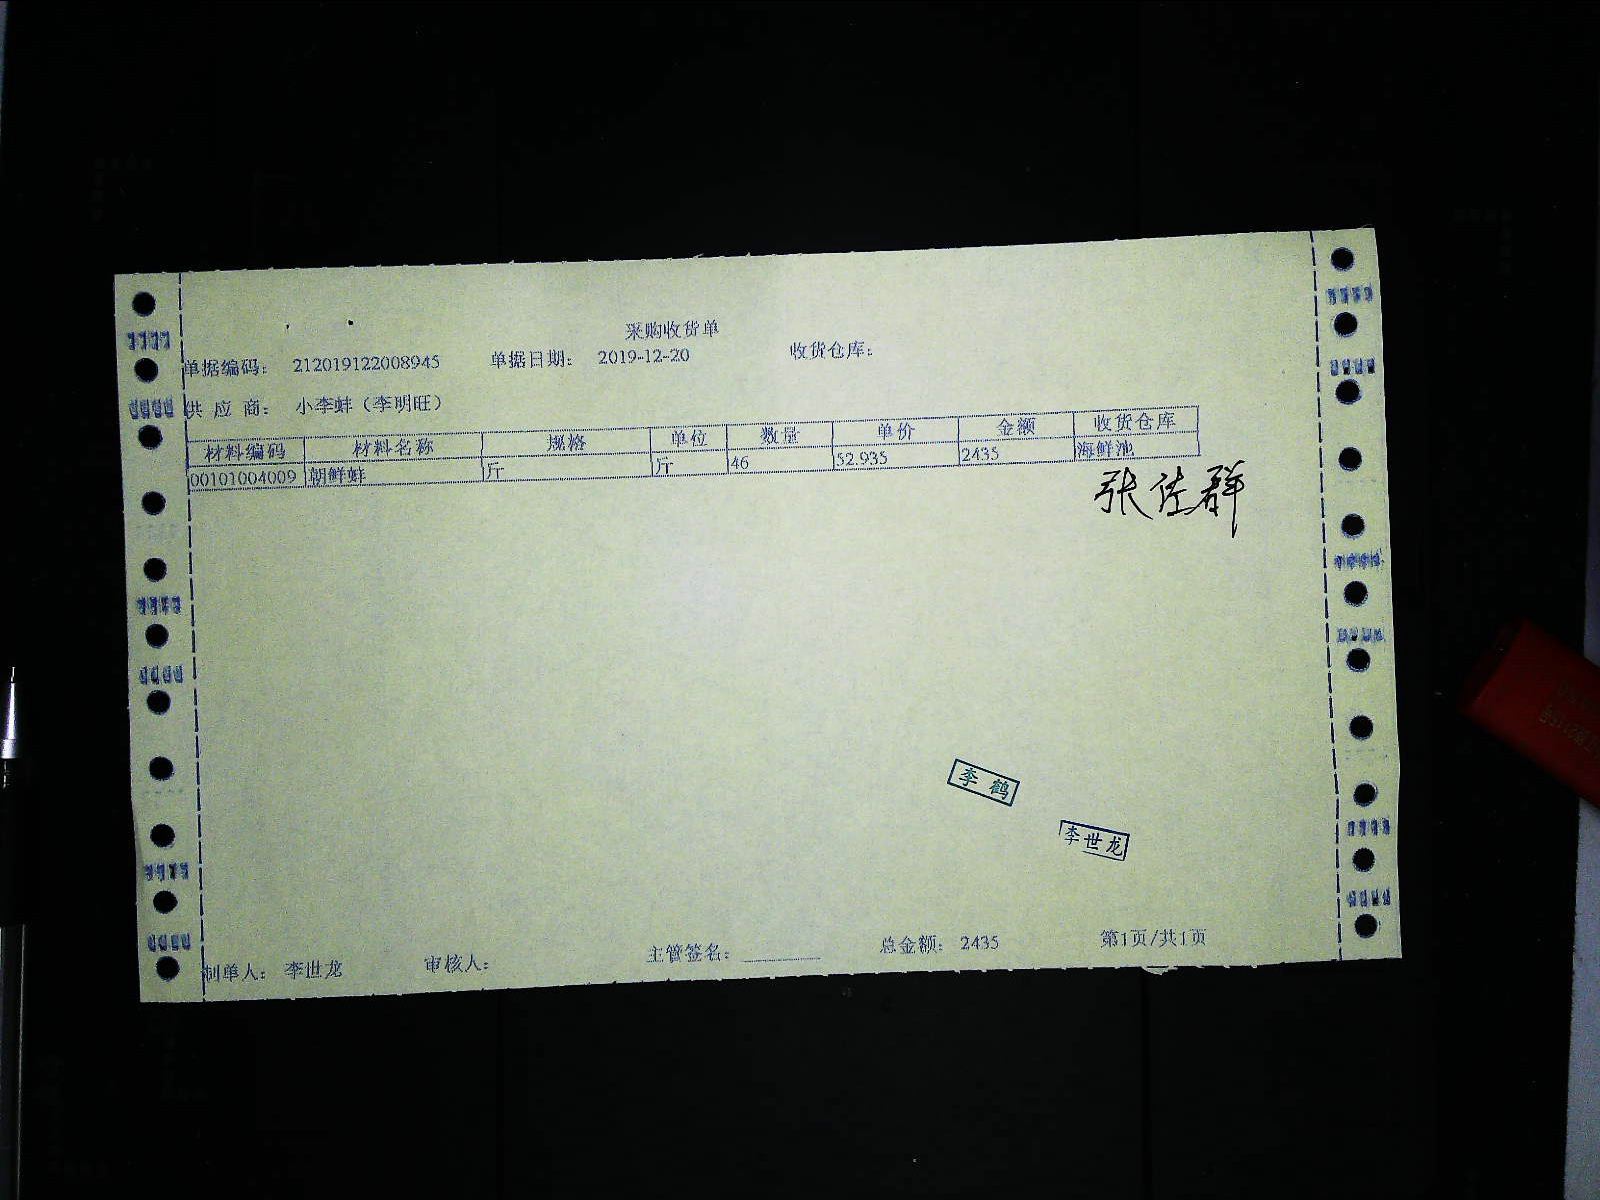 采购收货单
单据编码： 212019122008945 单据日期： 2019-12-20 收货仓库：
供 应 商： 小李蚌（李明旺）
材料编码 材料名称 规格 单位 数量 单价 金额 收货仓库
00101004009 朝鲜蚌 斤 斤 46 52.935 2435 海鲜池
张佳群
李鹤
李世龙
制单人： 李世龙 审核人： 主管签名： 总金额： 2435 第1页/共1页